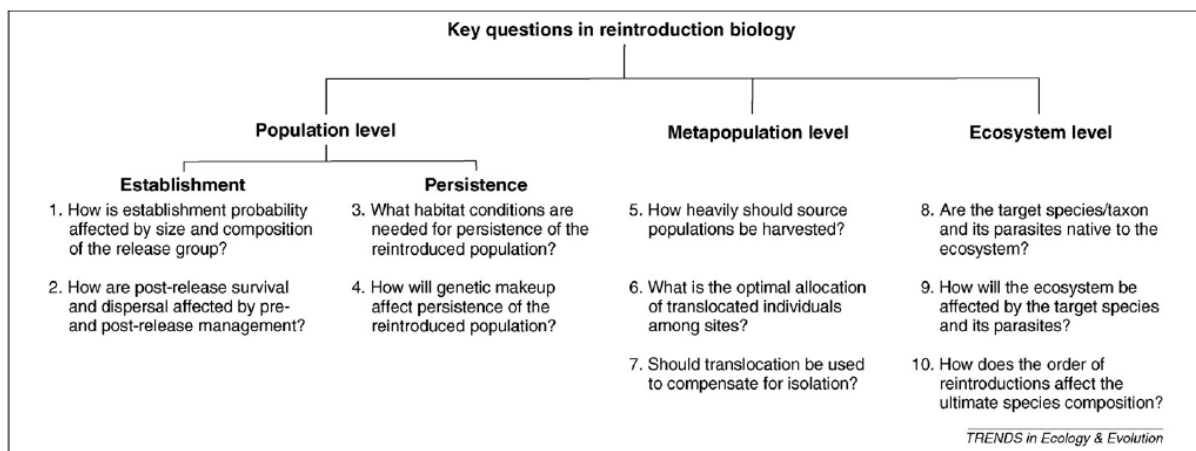 Key questions in reintroduction biology
Population level
Establishment
1. How is establishment probability
affected by size and composition
of the release group?
2. How are post-release survival
and dispersal affected by pre-
and post-release management?
Persistence
3. What habitat conditions are
needed for persistence of the
reintroduced population?
4. How will genetic makeup
affect persistence of the
reintroduced population?
Metapopulation level
5. How heavily should source
populations be harvested?
6. What is the optimal allocation
of translocated individuals
among sites?
7. Should translocation be used
to compensate for isolation?
Ecosystem level
8. Are the target species/taxon
and its parasites native to the
ecosystem?
9. How will the ecosystem be
affected by the target species
and its parasites?
10. How does the order of
reintroductions affect the
ultimate species composition?
TRENDS in Ecology & Evolution